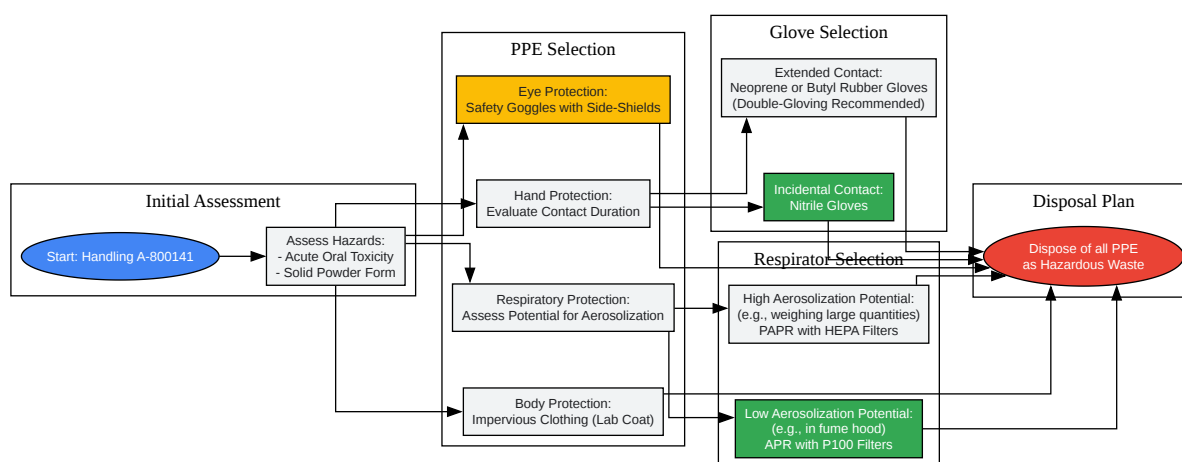 Initial Assessment
Start: Handling A-800141
Assess Hazards:
- Acute Oral Toxicity
- Solid Powder Form
PPE Selection
Eye Protection:
Safety Goggles with Side-Shields
Hand Protection:
Evaluate Contact Duration
Respiratory Protection:
Assess Potential for Aerosolization
Body Protection:
Impervious Clothing (Lab Coat)
Glove Selection
Extended Contact:
Neoprene or Butyl Rubber Gloves
(Double-Gloving Recommended)
Incidental Contact:
Nitrile Gloves
Respirator Selection
High Aerosolization Potential:
(e.g., weighing large quantities)
PAPR with HEPA Filters
Low Aerosolization Potential:
(e.g., in fume hood)
APR with P100 Filters
Disposal Plan
Dispose of all PPE
as Hazardous Waste